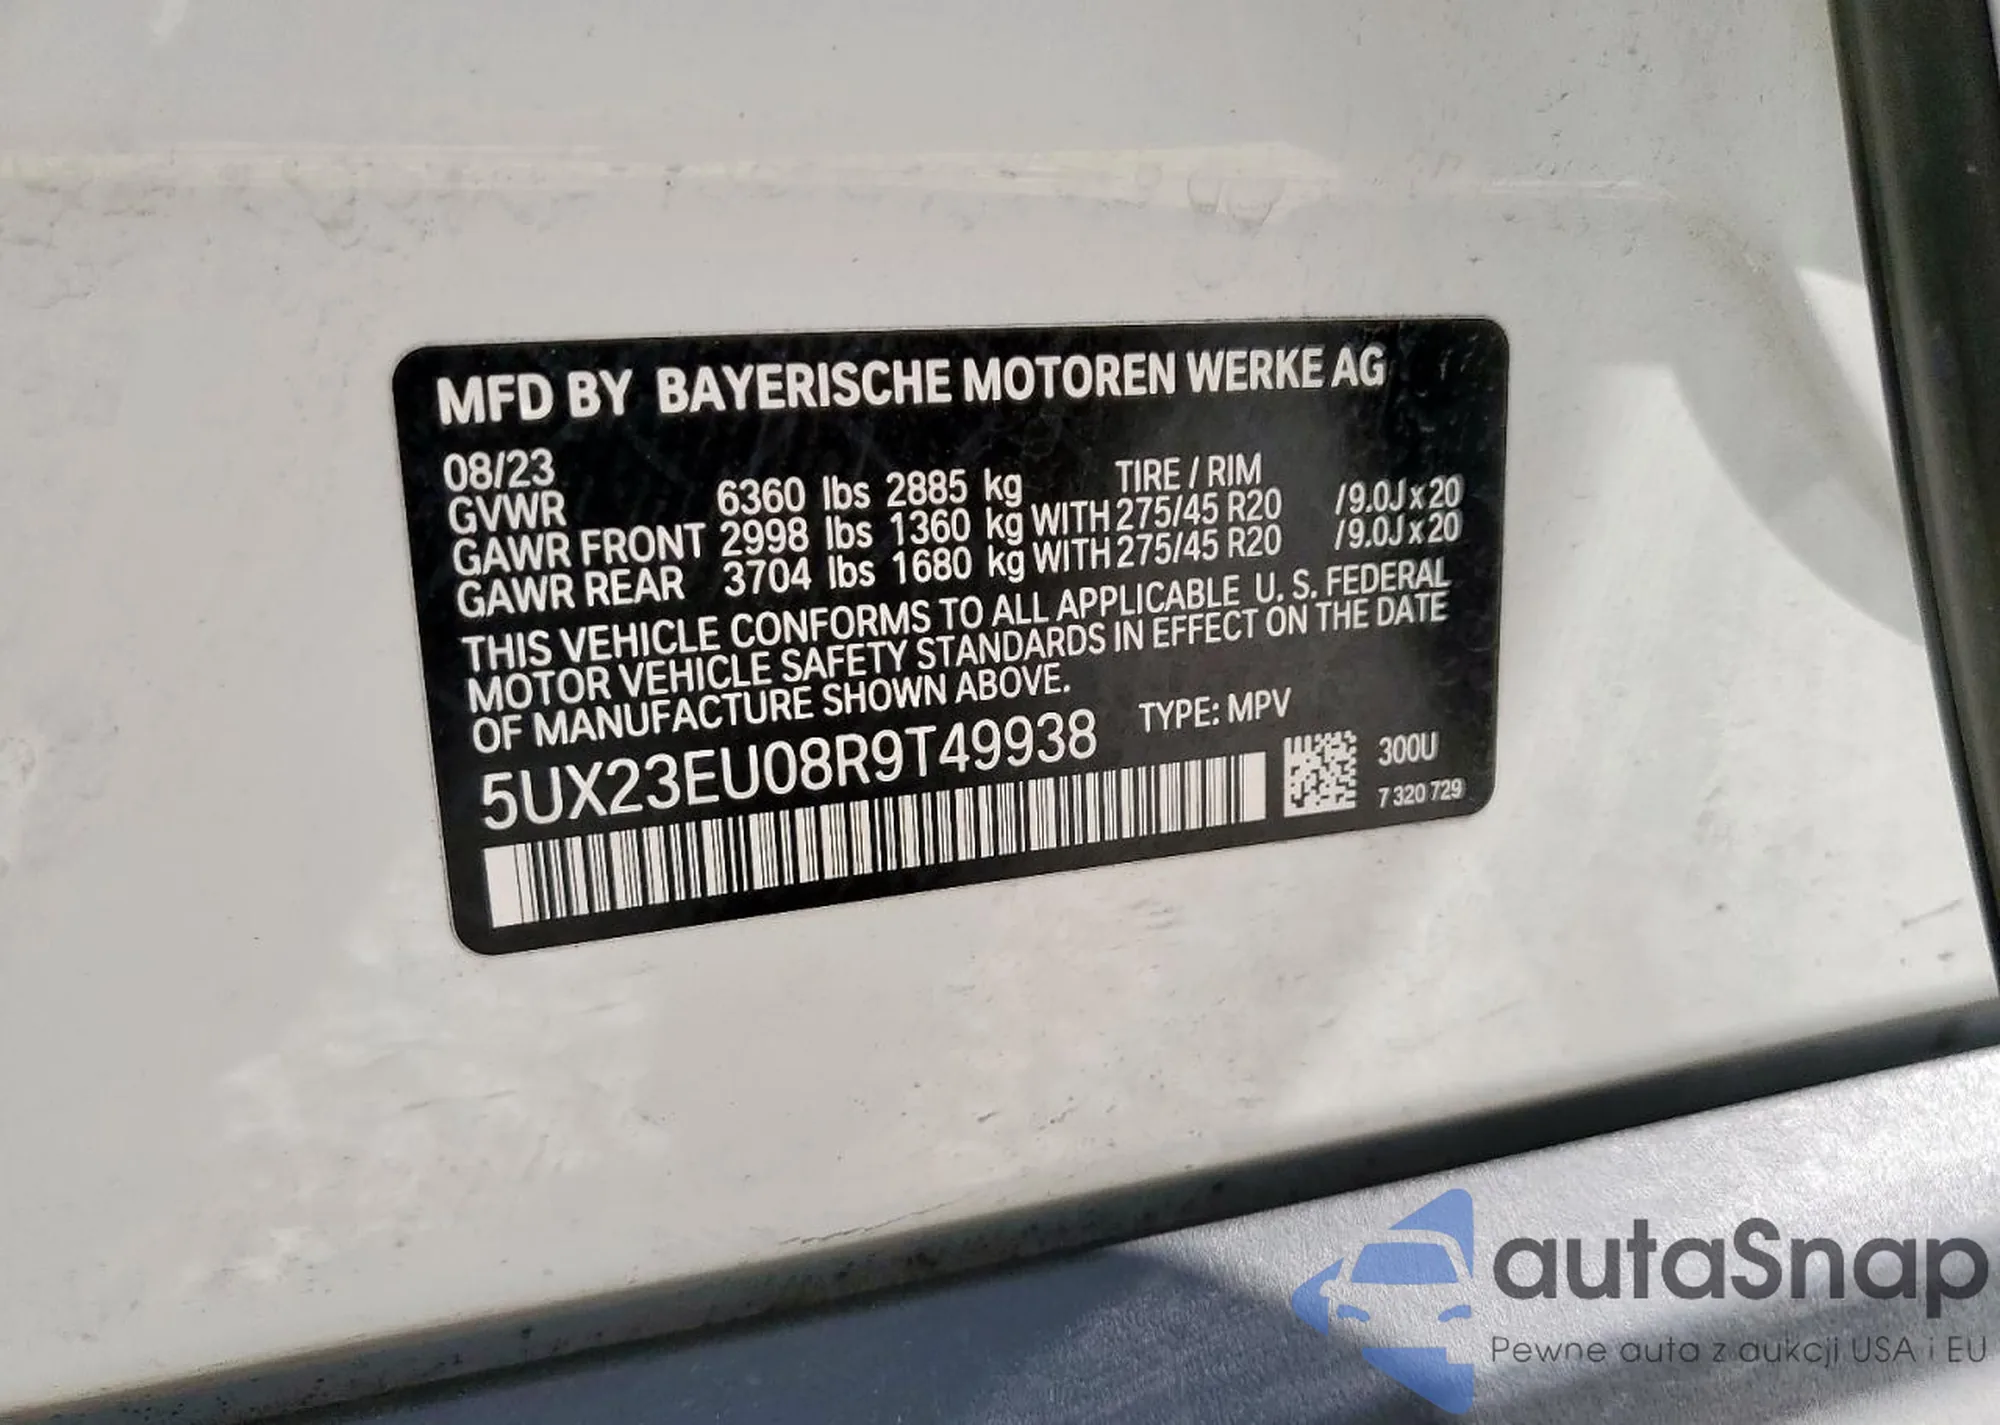 MFD BY BAYERISCHE MOTOREN WERKE AG
08/23
GVWR 6360 lbs 2885 kg TIRE / RIM
GAWR FRONT 2998 lbs 1360 kg WITH 275/45 R20 /9.0J x 20
GAWR REAR 3704 lbs 1680 kg WITH 275/45 R20 /9.0J x 20
THIS VEHICLE CONFORMS TO ALL APPLICABLE U. S. FEDERAL
MOTOR VEHICLE SAFETY STANDARDS IN EFFECT ON THE DATE
OF MANUFACTURE SHOWN ABOVE.
5UX23EU08R9T49938 TYPE: MPV
300U
7 320 729
autaSnap
Pewne auta z aukcji USA i EU